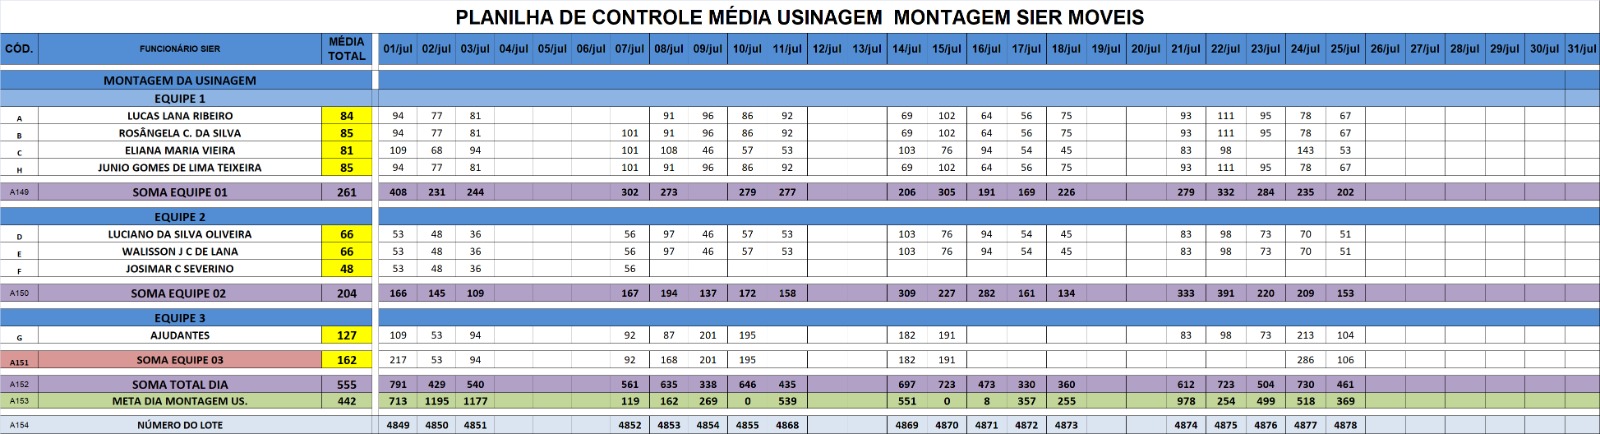 PLANILHA DE CONTROLE MÉDIA USINAGEM MONTAGEM SIER MOVEIS
CÓD. FUNCIONÁRIO SIER MÉDIA TOTAL 01/jul 02/jul 03/jul 04/jul 05/jul 06/jul 07/jul 08/jul 09/jul 10/jul 11/jul 12/jul 13/jul 14/jul 15/jul 16/jul 17/jul 18/jul 19/jul 20/jul 21/jul 22/jul 23/jul 24/jul 25/jul 26/jul 27/jul 28/jul 29/jul 30/jul 31/jul
MONTAGEM DA USINAGEM
EQUIPE 1
A LUCAS LANA RIBEIRO 84 94 77 81 91 96 86 92 69 102 64 56 75 93 111 95 78 67
B ROSÂNGELA C. DA SILVA 85 94 77 81 101 91 96 86 92 69 102 64 56 75 93 111 95 78 67
C ELIANA MARIA VIEIRA 81 109 68 94 101 108 46 57 53 103 76 94 54 45 83 98 143 53
H JUNIO GOMES DE LIMA TEIXEIRA 85 94 77 81 101 91 96 86 92 69 102 64 56 75 93 111 95 78 67
A149 SOMA EQUIPE 01 261 408 231 244 302 273 279 277 206 305 191 169 226 279 332 284 235 202
EQUIPE 2
D LUCIANO DA SILVA OLIVEIRA 66 53 48 36 56 97 46 57 53 103 76 94 54 45 83 98 73 70 51
E WALISSON J C DE LANA 66 53 48 36 56 97 46 57 53 103 76 94 54 45 83 98 73 70 51
F JOSIMAR C SEVERINO 48 53 48 36 56
A150 SOMA EQUIPE 02 204 166 145 109 167 194 137 172 158 309 227 282 161 134 333 391 220 209 153
EQUIPE 3
G AJUDANTES 127 109 53 94 92 87 201 195 182 191 83 98 73 213 104
A151 SOMA EQUIPE 03 162 217 53 94 92 168 201 195 182 191 286 106
A152 SOMA TOTAL DIA 555 791 429 540 561 635 338 646 435 697 723 473 330 360 612 723 504 730 461
A153 META DIA MONTAGEM US. 442 713 1195 1177 119 162 269 0 539 551 0 8 357 255 978 254 499 518 369
A154 NÚMERO DO LOTE 4849 4850 4851 4852 4853 4854 4855 4868 4869 4870 4871 4872 4873 4874 4875 4876 4877 4878